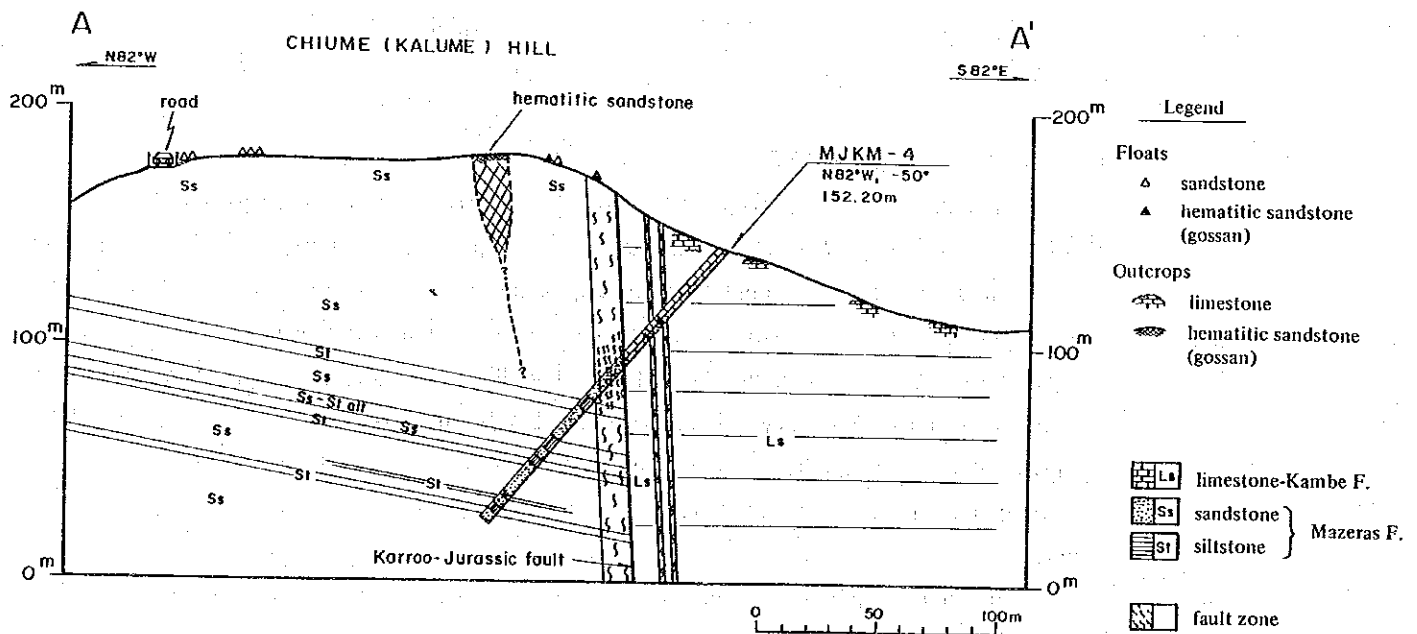 A
A'
CHIUME (KALUME) HILL
N82°W
S82°E
200m
200m
road
hematitic sandstone
Legend
MJKM-4
N82°W, -50°
152.20m
Floats
sandstone
hematitic sandstone
(gossan)
Outcrops
limestone
hematitic sandstone
(gossan)
Ss
Ss
Ss
Ss
?
?
100m
100m
St
Ss
Ss-St alt
Ss
St
Ss
Ls
St
St
Ls
Ss
Karroo-Jurassic fault
0m
0m
Ls limestone-Kambe F.
Ss sandstone
Mazeras F.
St siltstone
fault zone
0 50 100m